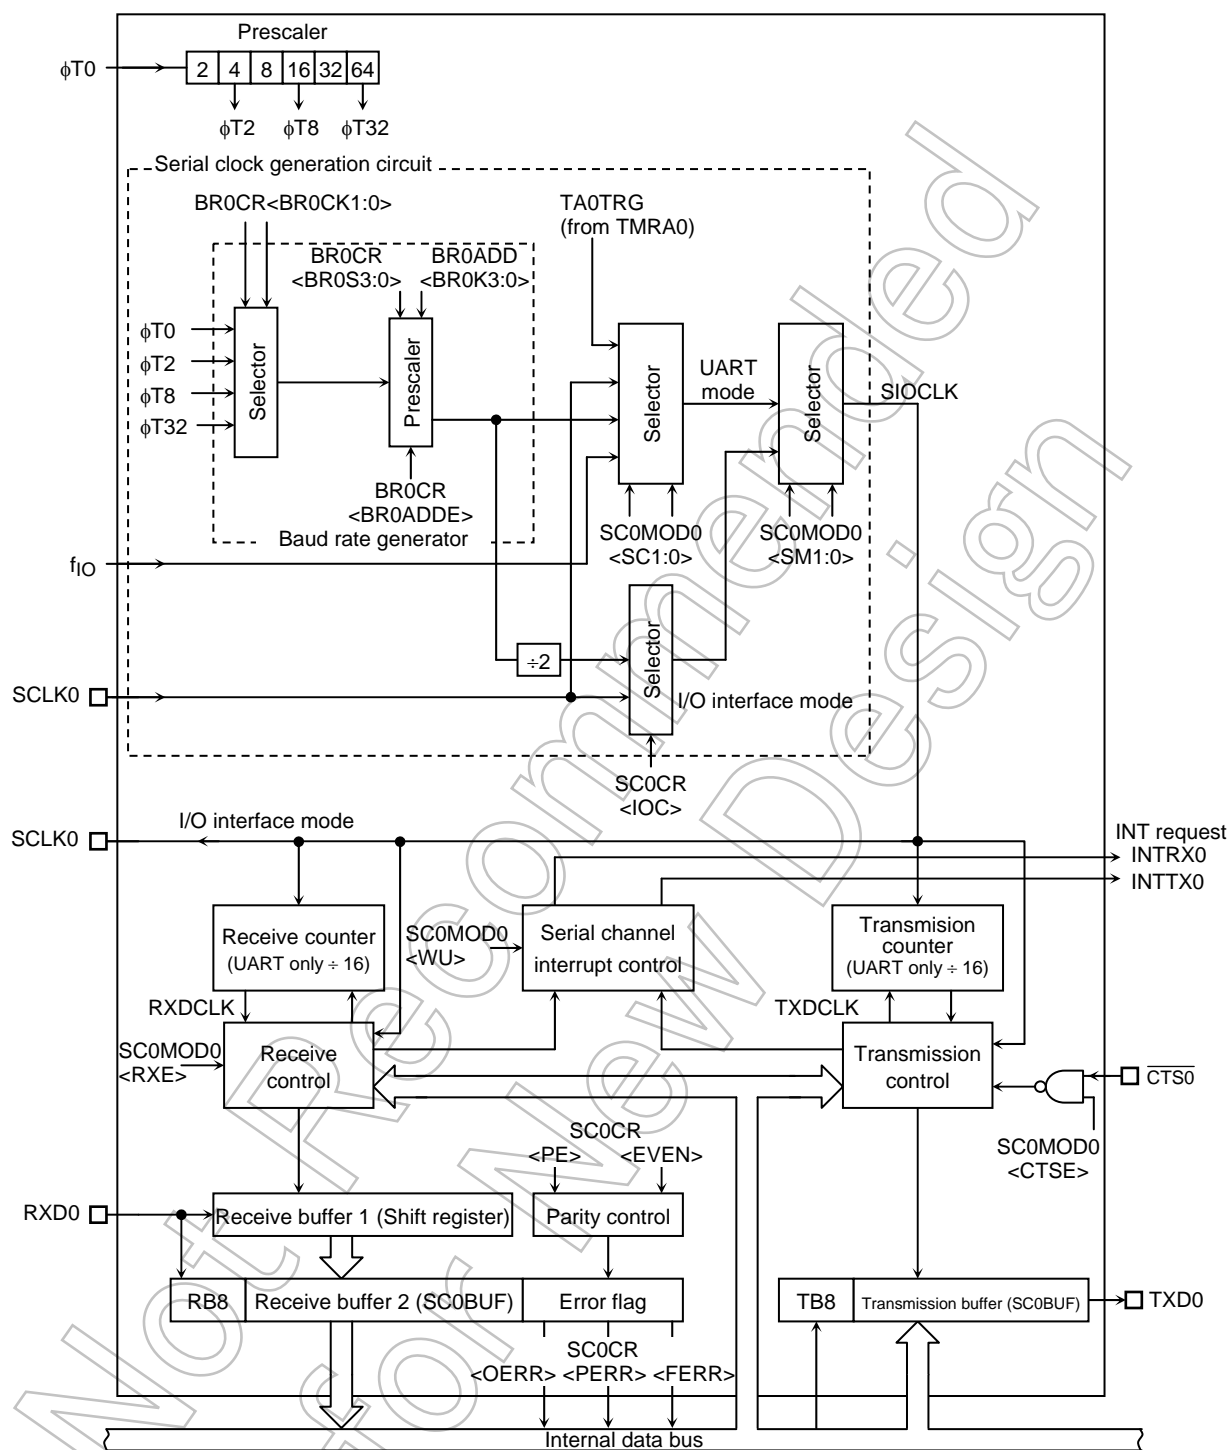 Prescaler
ϕT0
2 4 8 16 32 64
ϕT2 ϕT8 ϕT32
Serial clock generation circuit
BR0CR<BR0CK1:0>
TA0TRG
(from TMRA0)
BR0CR
<BR0S3:0>
BR0ADD
<BR0K3:0>
ϕT0
ϕT2
ϕT8
ϕT32
Selector
Prescaler
Selector
UART
mode
Selector
SIOCLK
BR0CR
<BR0ADDE>
Baud rate generator
SC0MOD0
<SC1:0>
SC0MOD0
<SM1:0>
fIO
÷2
Selector
SCLK0
I/O interface mode
SC0CR
<IOC>
SCLK0
I/O interface mode
INT request
INTRX0
INTTX0
Receive counter
(UART only ÷ 16)
SC0MOD0
<WU>
Serial channel
interrupt control
Transmision
counter
(UART only ÷ 16)
RXDCLK
TXDCLK
SC0MOD0
<RXE>
Receive
control
Transmission
control
CTS0
SC0MOD0
<CTSE>
SC0CR
<PE> <EVEN>
RXD0
Receive buffer 1 (Shift register)
Parity control
RB8
Receive buffer 2 (SC0BUF)
Error flag
TB8
Transmission buffer (SC0BUF)
TXD0
SC0CR
<OERR> <PERR> <FERR>
Internal data bus
Not Recommended
for New Design